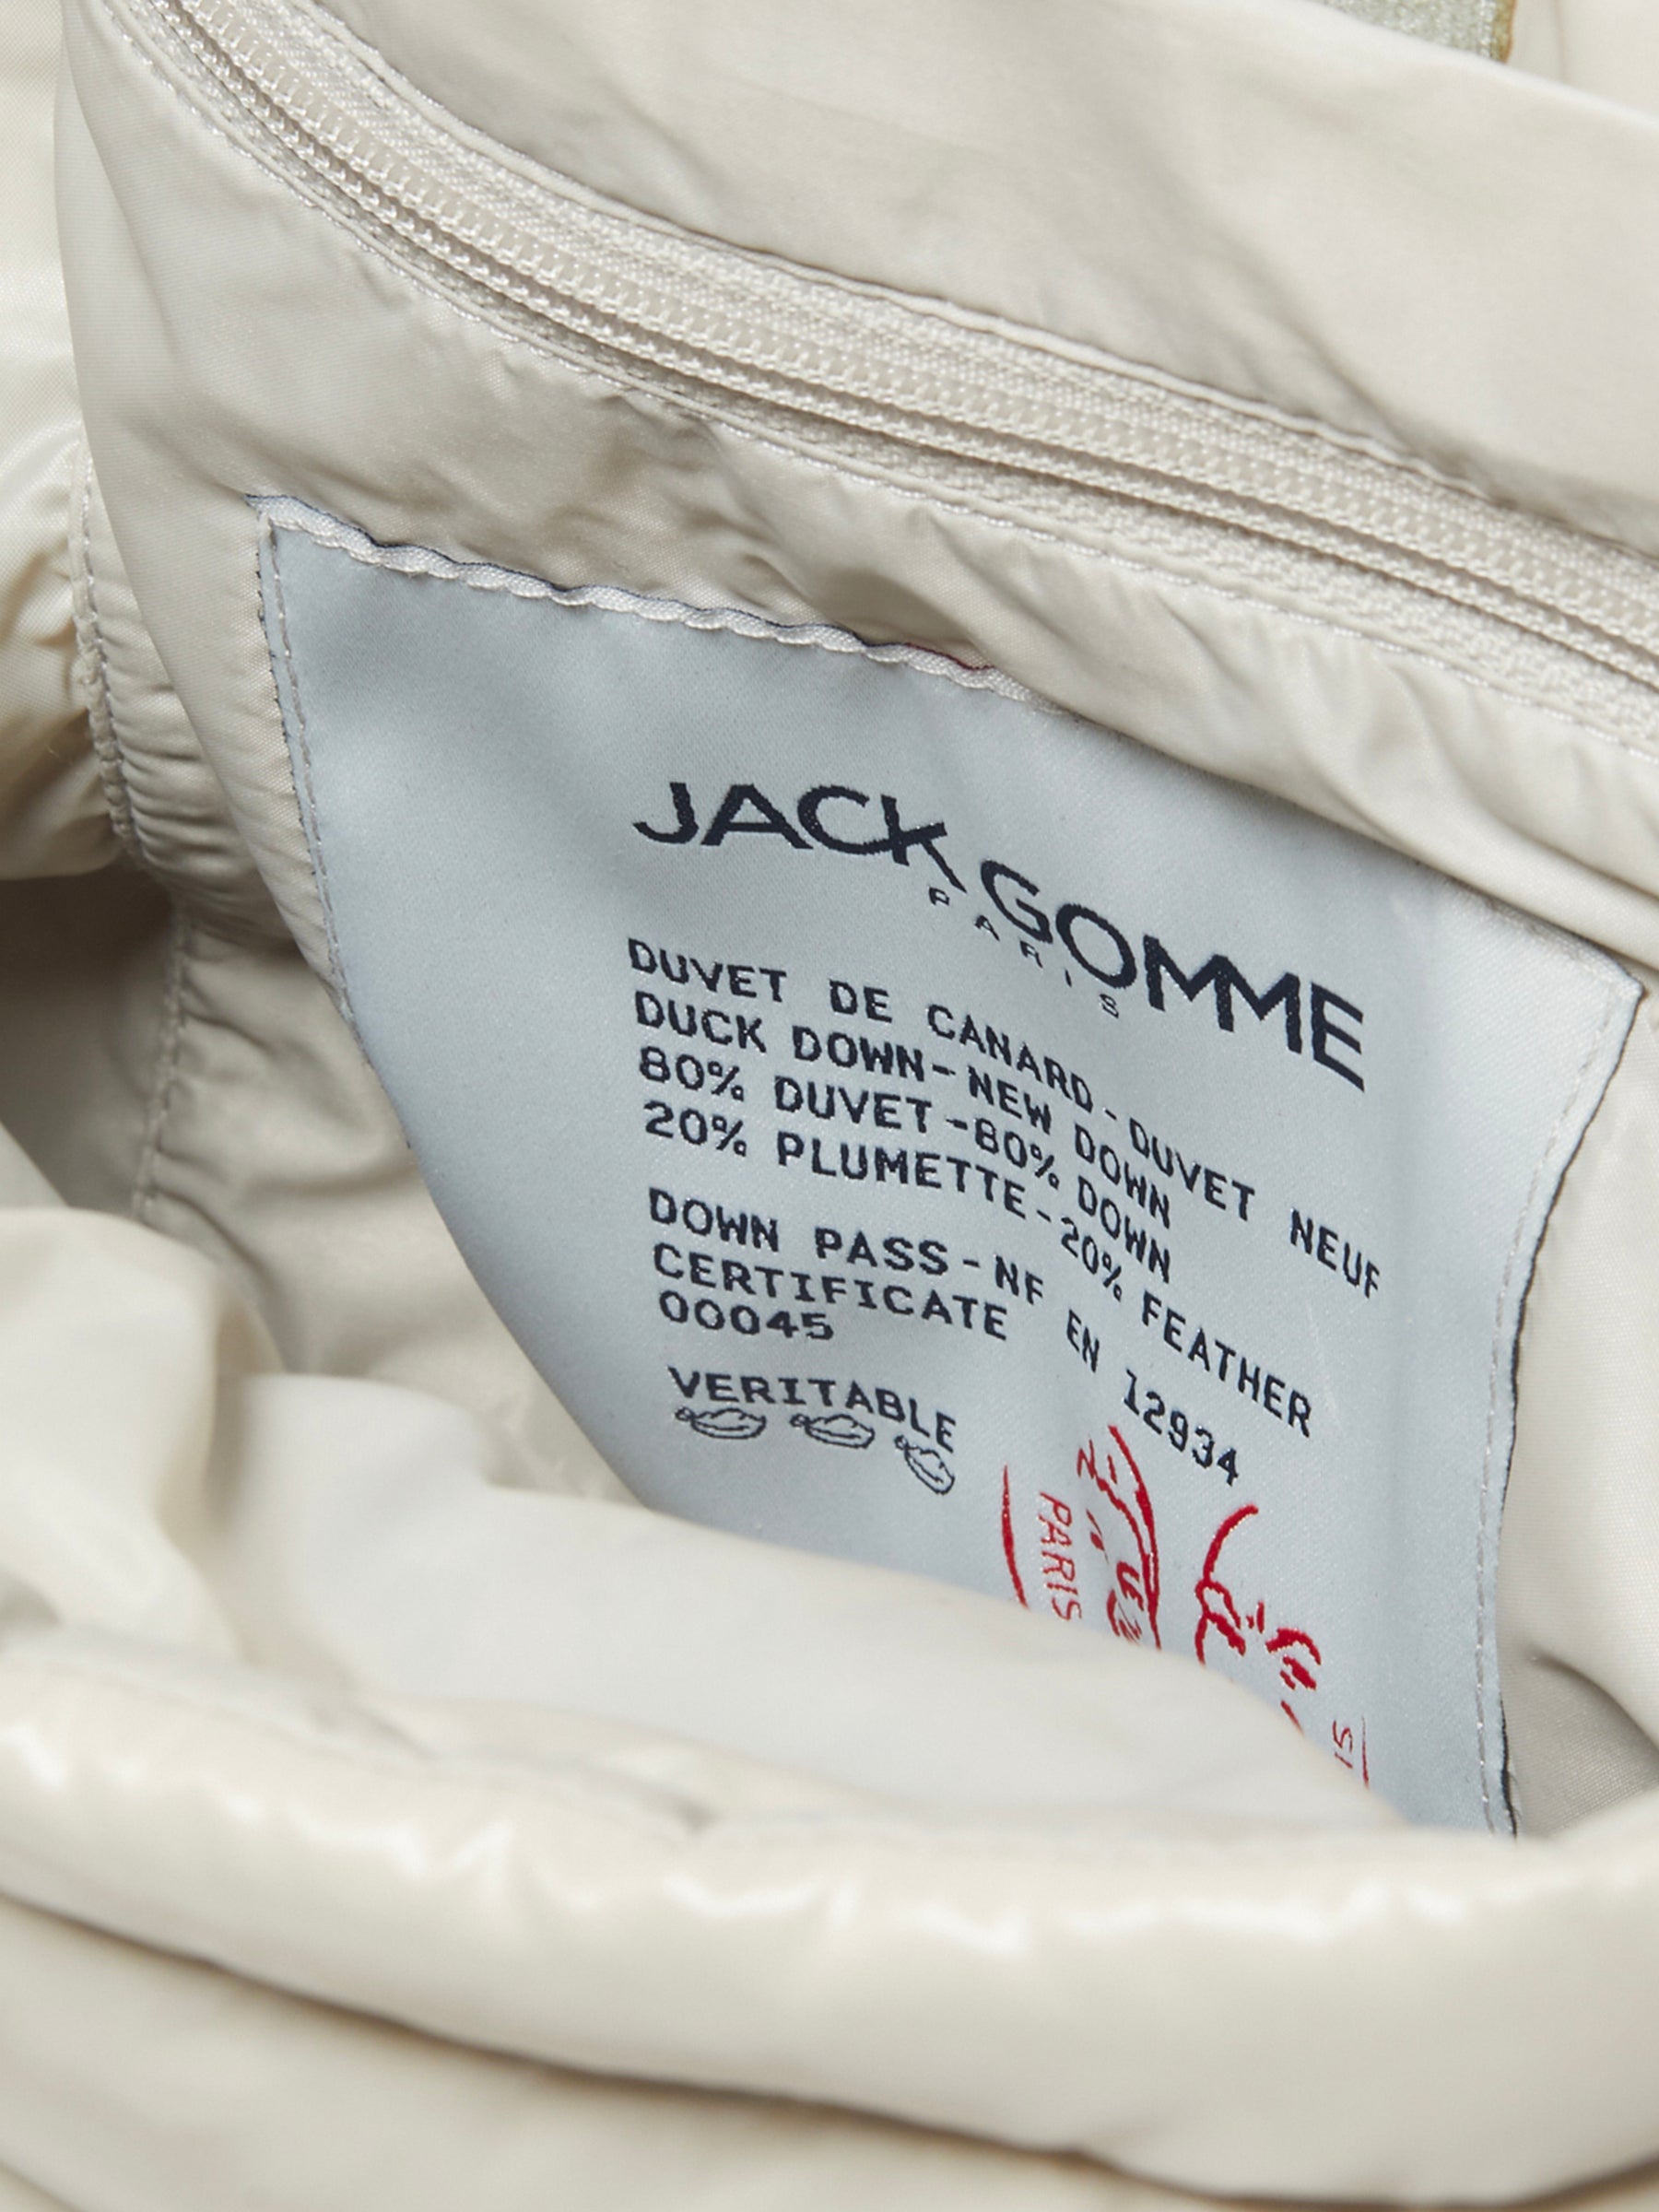 JACK GOMME
PARIS
DUVET DE CANARD-DUVET NEUF
DUCK DOWN-NEW DOWN
80% DUVET-80% DOWN
20% PLUMETTE-20% FEATHER
DOWN PASS-NF EN 12934
CERTIFICATE
00045
VERITABLE
PARIS